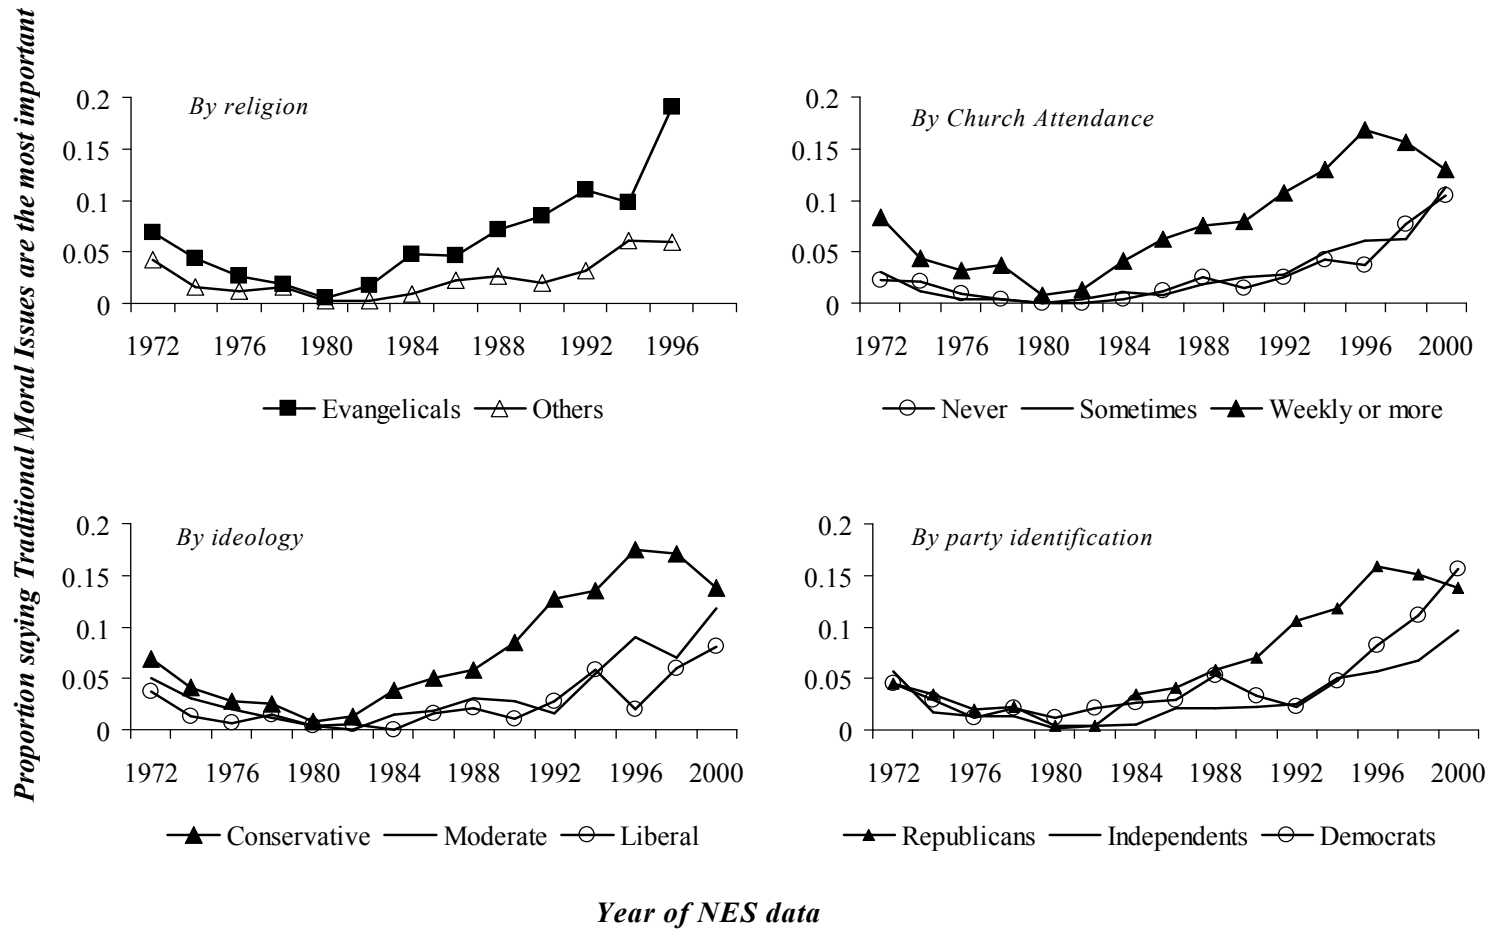 Proportion saying Traditional Moral Issues are the most important
By religion
0.2
0.15
0.1
0.05
0
1972 1976 1980 1984 1988 1992 1996
Evangelicals Others
By Church Attendance
0.2
0.15
0.1
0.05
0
1972 1976 1980 1984 1988 1992 1996 2000
Never Sometimes Weekly or more
By ideology
0.2
0.15
0.1
0.05
0
1972 1976 1980 1984 1988 1992 1996 2000
Conservative Moderate Liberal
By party identification
0.2
0.15
0.1
0.05
0
1972 1976 1980 1984 1988 1992 1996 2000
Republicans Independents Democrats
Year of NES data